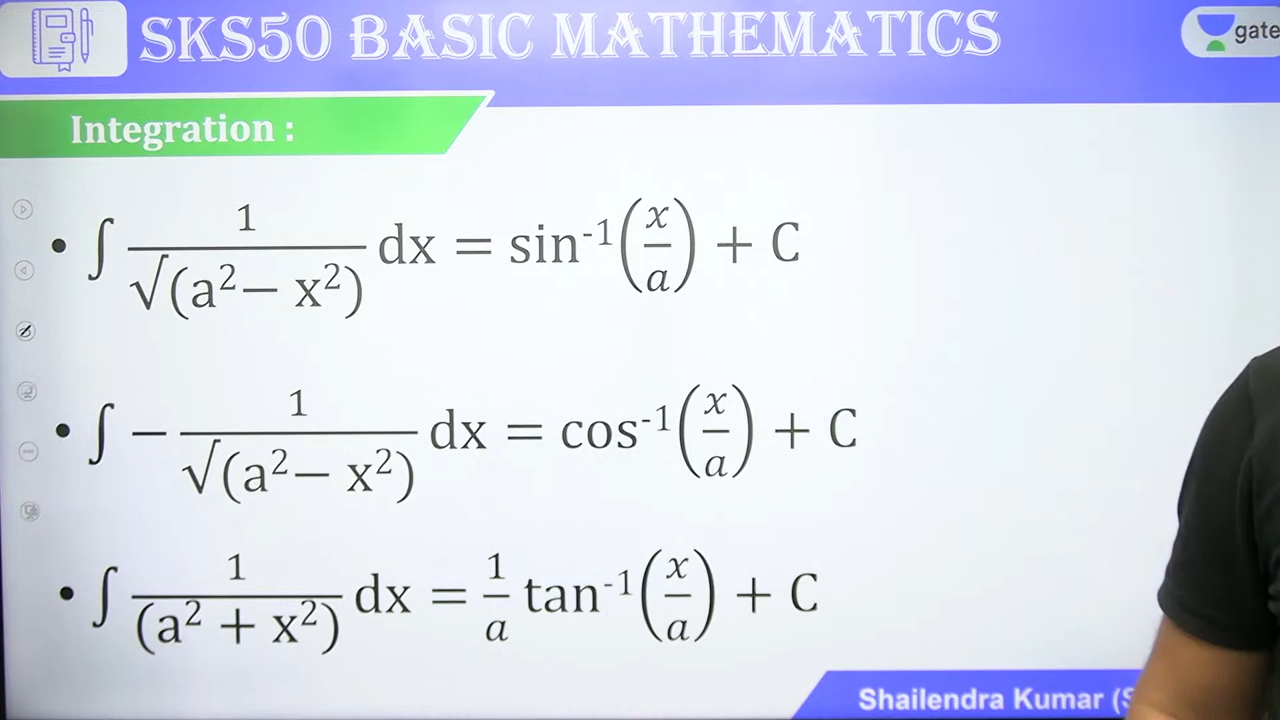 SKS50 BASIC MATHEMATICS
gate
Integration :
• ∫ 1/√(a²− x²) dx = sin⁻¹(x/a) + C
• ∫ − 1/√(a²− x²) dx = cos⁻¹(x/a) + C
• ∫ 1/(a² + x²) dx = 1/a tan⁻¹(x/a) + C
Shailendra Kumar (S